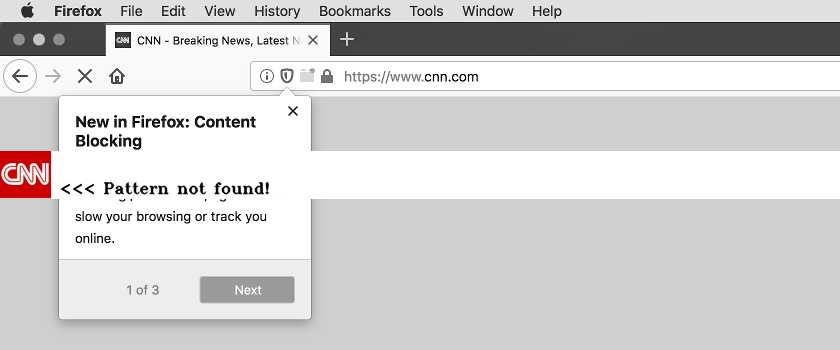 Firefox File Edit View History Bookmarks Tools Window Help
CNN CNN - Breaking News, Latest N
https://www.cnn.com
New in Firefox: Content
Blocking
CNN
<<< Pattern not found!
slow your browsing or track you
online.
1 of 3 Next